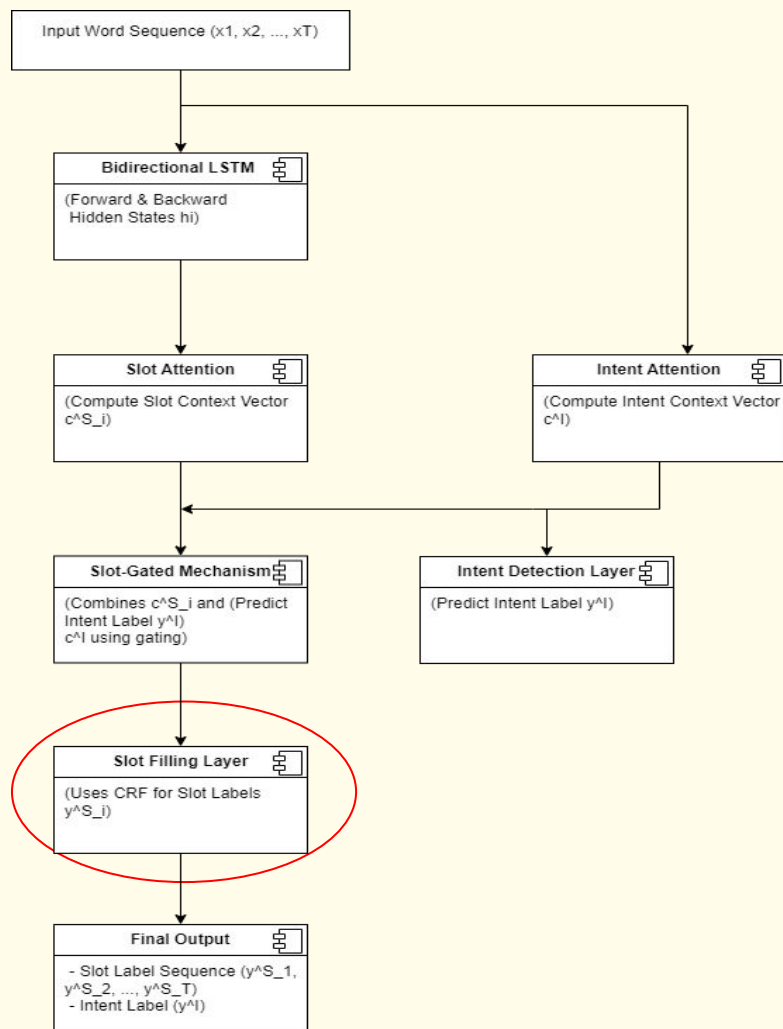 Input Word Sequence (x1, x2, ..., xT)
Bidirectional LSTM
(Forward & Backward
Hidden States hi)
Slot Attention
(Compute Slot Context Vector
c^S_i)
Intent Attention
(Compute Intent Context Vector
c^I)
Slot-Gated Mechanism
(Combines c^S_i and (Predict
Intent Label y^I)
c^I using gating)
Intent Detection Layer
(Predict Intent Label y^I)
Slot Filling Layer
(Uses CRF for Slot Labels
y^S_i)
Final Output
- Slot Label Sequence (y^S_1,
y^S_2, ..., y^S_T)
- Intent Label (y^I)